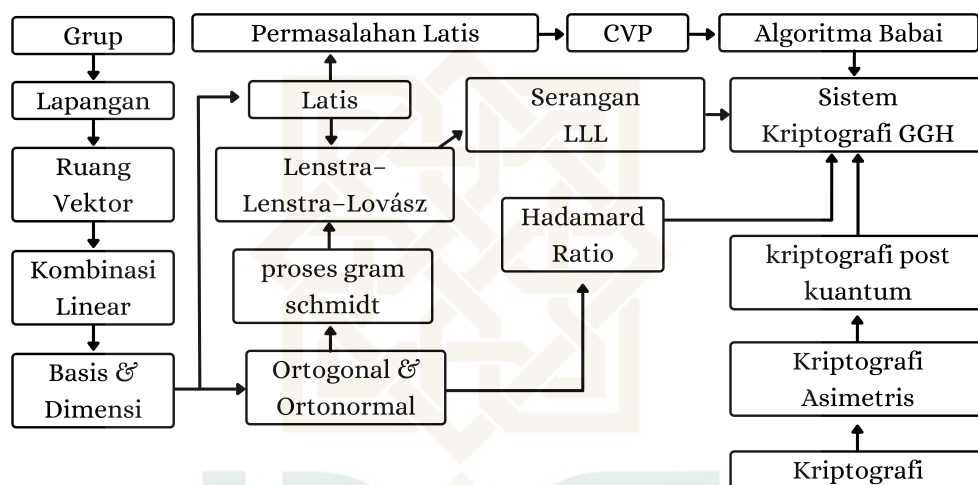 Grup
Lapangan
Ruang
Vektor
Kombinasi
Linear
Basis &
Dimensi
Permasalahan Latis
Latis
Lenstra–
Lenstra–Lovász
proses gram
schmidt
Ortogonal &
Ortonormal
CVP
Serangan
LLL
Hadamard
Ratio
Algoritma Babai
Sistem
Kriptografi GGH
kriptografi post
kuantum
Kriptografi
Asimetris
Kriptografi